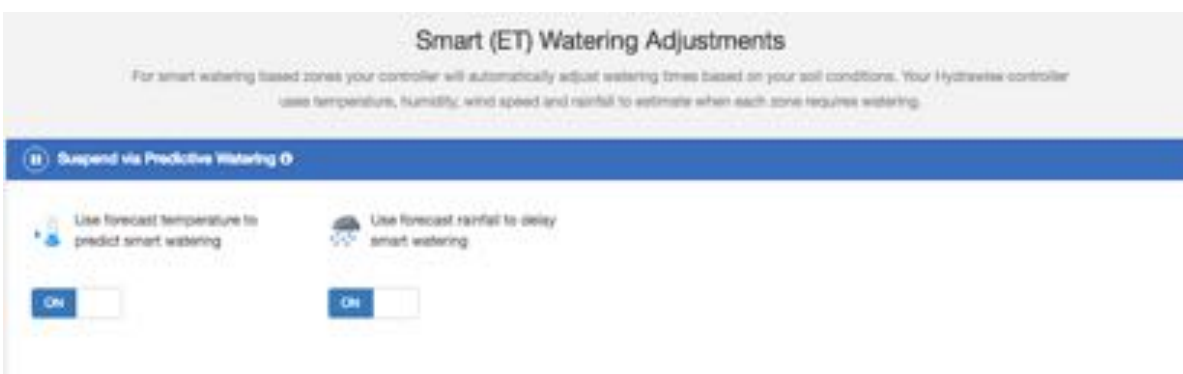 Smart (ET) Watering Adjustments
For smart watering based zones your controller will automatically adjust watering times based on your soil conditions. Your Hydrawise controller
uses temperature, humidity, wind speed and rainfall to estimate when each zone requires watering.
Suspend via Predictive Watering
Use forecast temperature to
predict smart watering
Use forecast rainfall to delay
smart watering
ON
ON